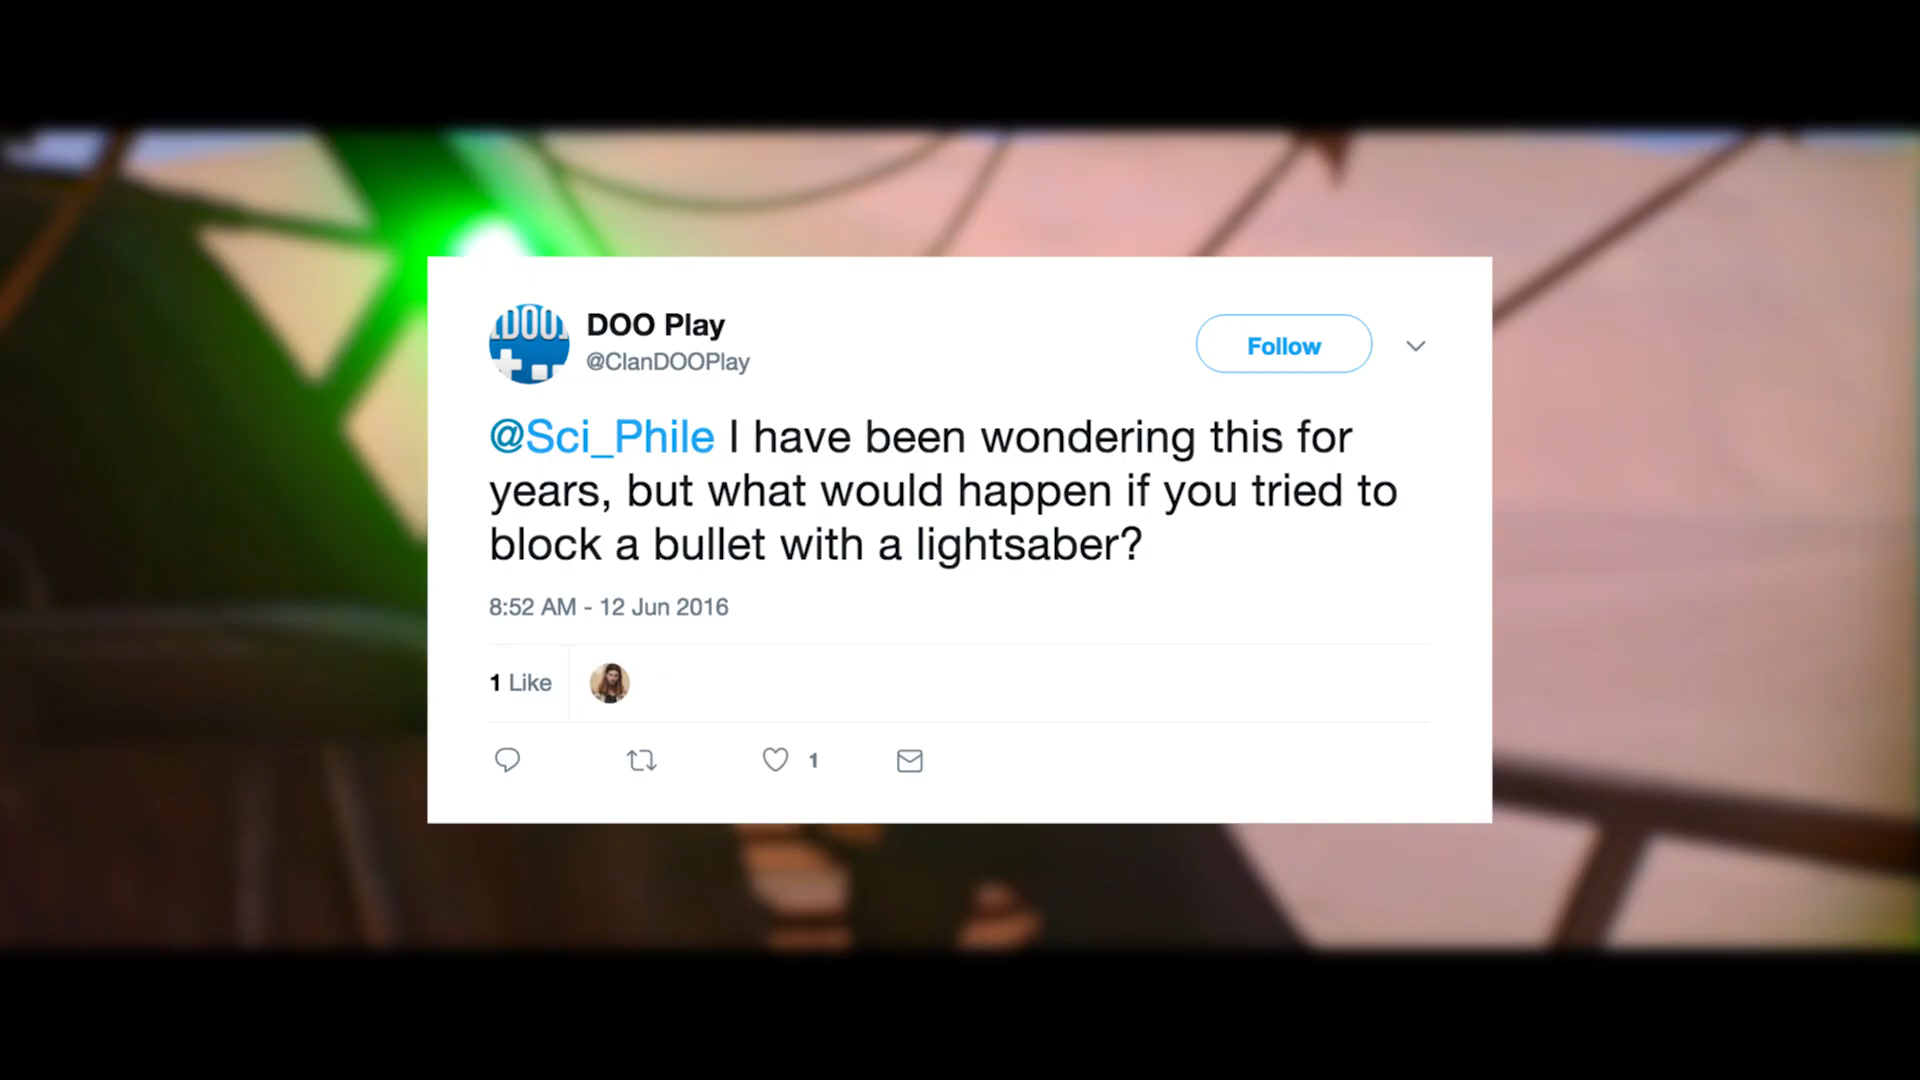 DOO
DOO Play
@ClanDOOPlay
Follow
@Sci_Phile I have been wondering this for
years, but what would happen if you tried to
block a bullet with a lightsaber?
8:52 AM - 12 Jun 2016
1 Like
1